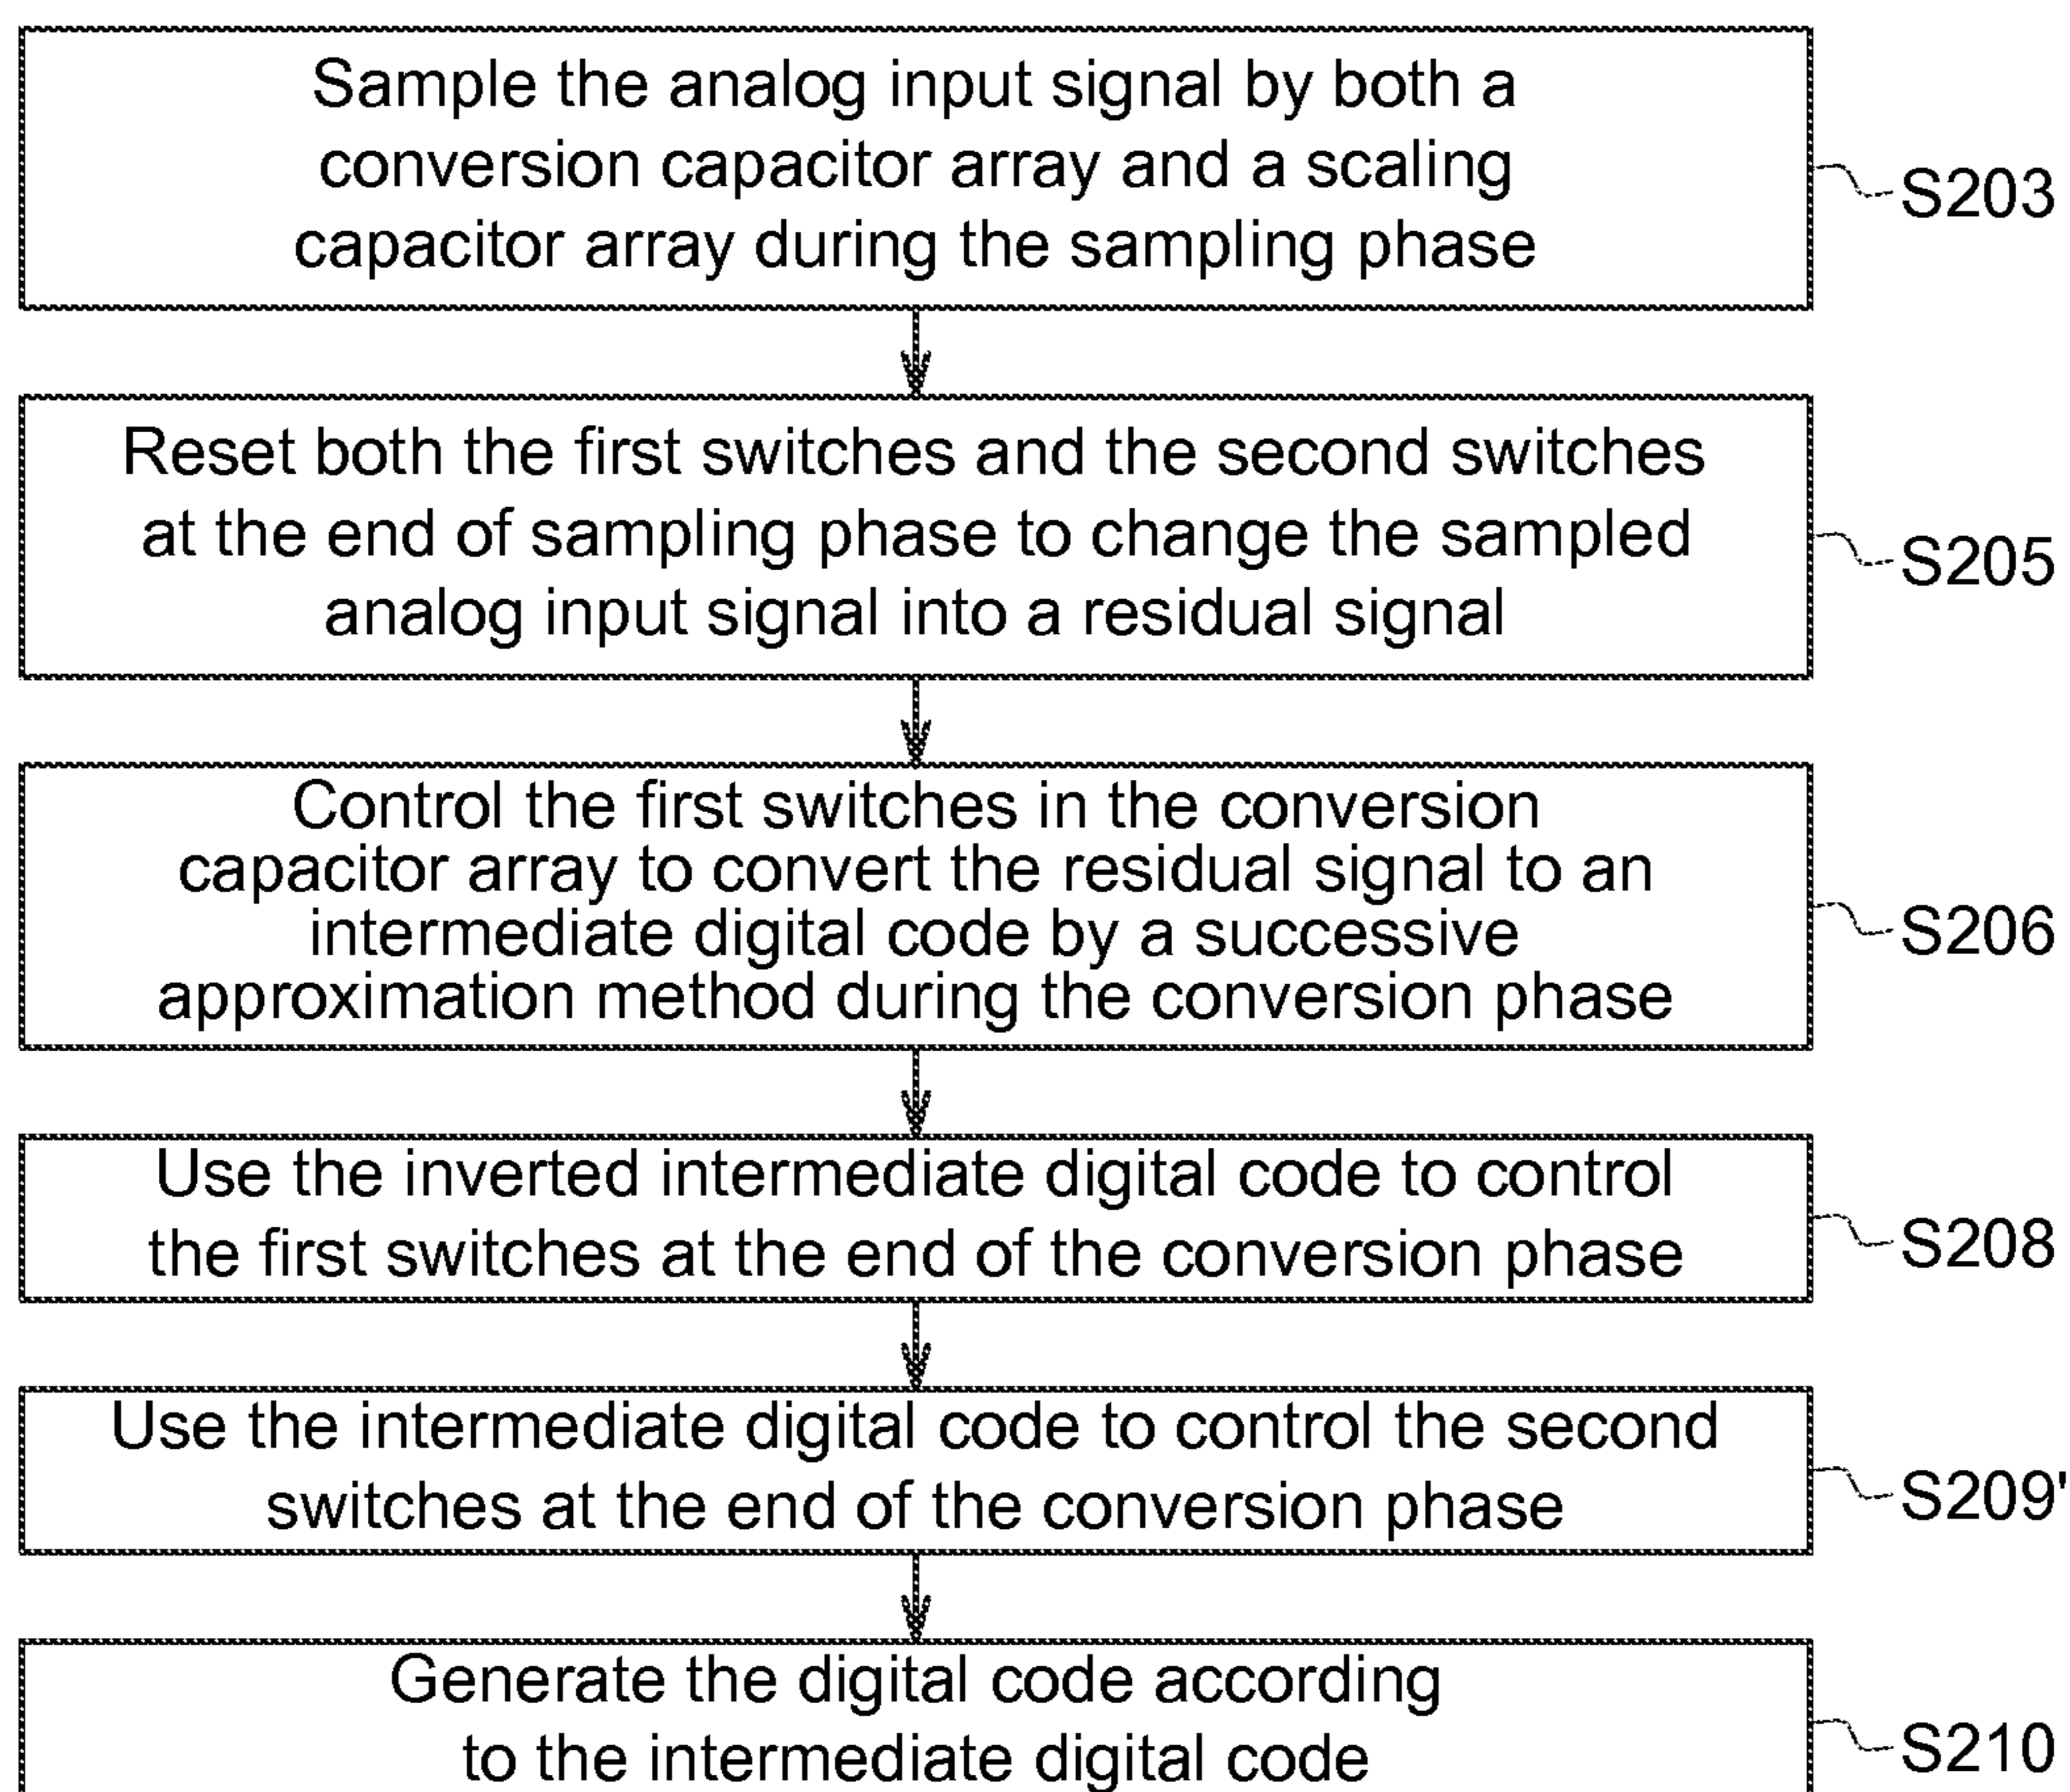 Sample the analog input signal by both a
conversion capacitor array and a scaling
capacitor array during the sampling phase
S203
Reset both the first switches and the second switches
at the end of sampling phase to change the sampled
analog input signal into a residual signal
S205
Control the first switches in the conversion
capacitor array to convert the residual signal to an
intermediate digital code by a successive
approximation method during the conversion phase
S206
Use the inverted intermediate digital code to control
the first switches at the end of the conversion phase
S208
Use the intermediate digital code to control the second
switches at the end of the conversion phase
S209'
Generate the digital code according
to the intermediate digital code
S210